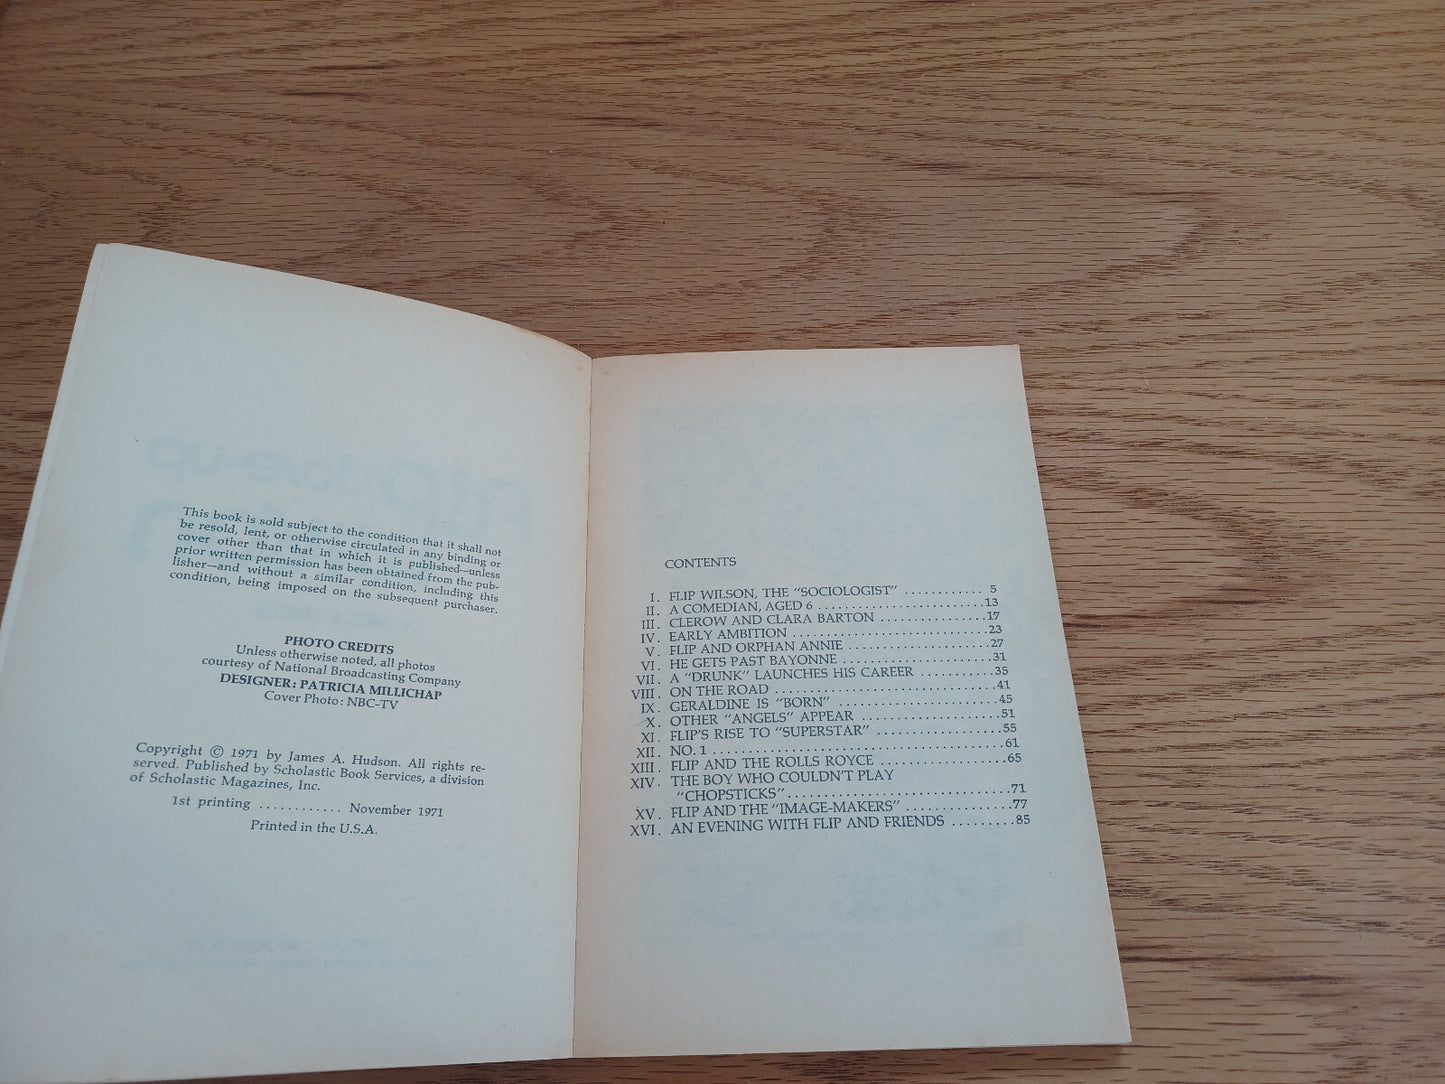 This book is sold subject to the condition that it shall not
be resold, lent, or otherwise circulated in any binding or
cover other than that in which it is published—unless
prior written permission has been obtained from the pub-
lisher—and without a similar condition, including this
condition, being imposed on the subsequent purchaser.
PHOTO CREDITS
Unless otherwise noted, all photos
courtesy of National Broadcasting Company
DESIGNER: PATRICIA MILLICHAP
Cover Photo: NBC-TV
Copyright © 1971 by James A. Hudson. All rights re-
served. Published by Scholastic Book Services, a division
of Scholastic Magazines, Inc.
1st printing ............ November 1971
Printed in the U.S.A.
CONTENTS
I. FLIP WILSON, THE "SOCIOLOGIST" ............ 5
II. A COMEDIAN, AGED 6 ........................13
III. CLEROW AND CLARA BARTON ................17
IV. EARLY AMBITION ..............................23
V. FLIP AND ORPHAN ANNIE ....................27
VI. HE GETS PAST BAYONNE .....................31
VII. A "DRUNK" LAUNCHES HIS CAREER ...........35
VIII. ON THE ROAD ................................41
IX. GERALDINE IS "BORN" ........................45
X. OTHER "ANGELS" APPEAR .....................51
XI. FLIP'S RISE TO "SUPERSTAR" ...................55
XII. NO. 1 ..........................................61
XIII. FLIP AND THE ROLLS ROYCE ..................65
XIV. THE BOY WHO COULDN'T PLAY
"CHOPSTICKS"................................71
XV. FLIP AND THE "IMAGE-MAKERS" ...............77
XVI. AN EVENING WITH FLIP AND FRIENDS .........85